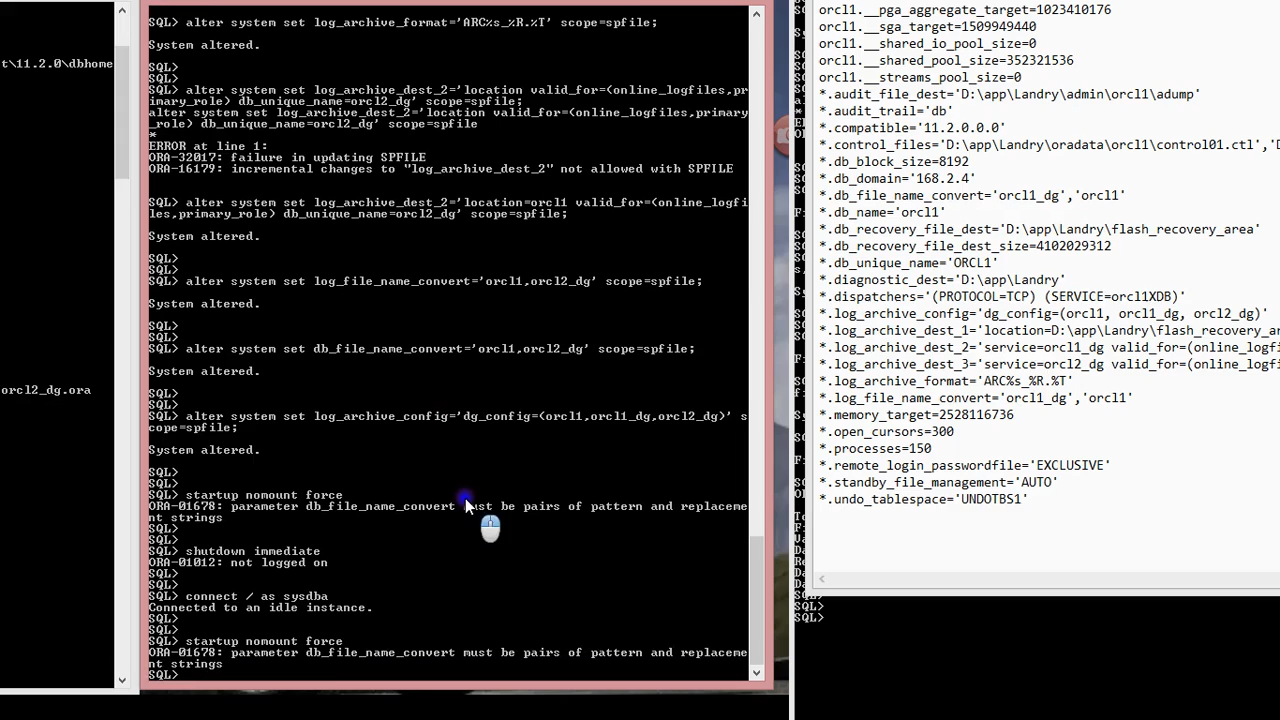 t\11.2.0\dbhome
orcl2_dg.ora
SQL> alter system set log_archive_format='ARC%s_%R.%T' scope=spfile;
System altered.
SQL>
SQL>
SQL> alter system set log_archive_dest_2='location valid_for=(online_logfiles,pr
imary_role) db_unique_name=orcl2_dg' scope=spfile;
alter system set log_archive_dest_2='location valid_for=(online_logfiles,primary
_role) db_unique_name=orcl2_dg' scope=spfile
*
ERROR at line 1:
ORA-32017: failure in updating SPFILE
ORA-16179: incremental changes to "log_archive_dest_2" not allowed with SPFILE
SQL> alter system set log_archive_dest_2='location=orcl1 valid_for=(online_logfi
les,primary_role) db_unique_name=orcl2_dg' scope=spfile;
System altered.
SQL>
SQL>
SQL> alter system set log_file_name_convert='orcl1,orcl2_dg' scope=spfile;
System altered.
SQL>
SQL>
SQL> alter system set db_file_name_convert='orcl1,orcl2_dg' scope=spfile;
System altered.
SQL>
SQL>
SQL> alter system set log_archive_config='dg_config=(orcl1,orcl1_dg,orcl2_dg)' s
cope=spfile;
System altered.
SQL>
SQL>
SQL> startup nomount force
ORA-01678: parameter db_file_name_convert must be pairs of pattern and replaceme
nt strings
SQL>
SQL>
SQL> shutdown immediate
ORA-01012: not logged on
SQL>
SQL>
SQL> connect / as sysdba
Connected to an idle instance.
SQL>
SQL>
SQL> startup nomount force
ORA-01678: parameter db_file_name_convert must be pairs of pattern and replaceme
nt strings
SQL>
orcl1.__pga_aggregate_target=1023410176
orcl1.__sga_target=1509949440
orcl1.__shared_io_pool_size=0
orcl1.__shared_pool_size=352321536
orcl1.__streams_pool_size=0
*.audit_file_dest='D:\app\Landry\admin\orcl1\adump'
*.audit_trail='db'
*.compatible='11.2.0.0.0'
*.control_files='D:\app\Landry\oradata\orcl1\control01.ctl','D
*.db_block_size=8192
*.db_domain='168.2.4'
*.db_file_name_convert='orcl1_dg','orcl1'
*.db_name='orcl1'
*.db_recovery_file_dest='D:\app\Landry\flash_recovery_area'
*.db_recovery_file_dest_size=4102029312
*.db_unique_name='ORCL1'
*.diagnostic_dest='D:\app\Landry'
*.dispatchers='(PROTOCOL=TCP) (SERVICE=orcl1XDB)'
*.log_archive_config='dg_config=(orcl1, orcl1_dg, orcl2_dg)'
*.log_archive_dest_1='location=D:\app\Landry\flash_recovery_area
*.log_archive_dest_2='service=orcl1_dg valid_for=(online_logfi
*.log_archive_dest_3='service=orcl2_dg valid_for=(online_logfi
*.log_archive_format='ARC%s_%R.%T'
*.log_file_name_convert='orcl1_dg','orcl1'
*.memory_target=2528116736
*.open_cursors=300
*.processes=150
*.remote_login_passwordfile='EXCLUSIVE'
*.standby_file_management='AUTO'
*.undo_tablespace='UNDOTBS1'
SQL>
SQL>
SQL>